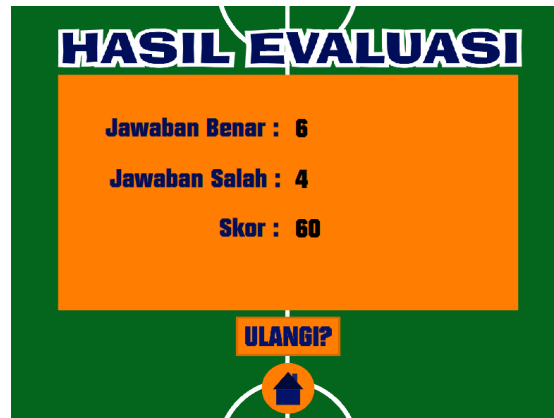 HASIL EVALUASI
Jawaban Benar : 6
Jawaban Salah : 4
Skor : 60
ULANGI?